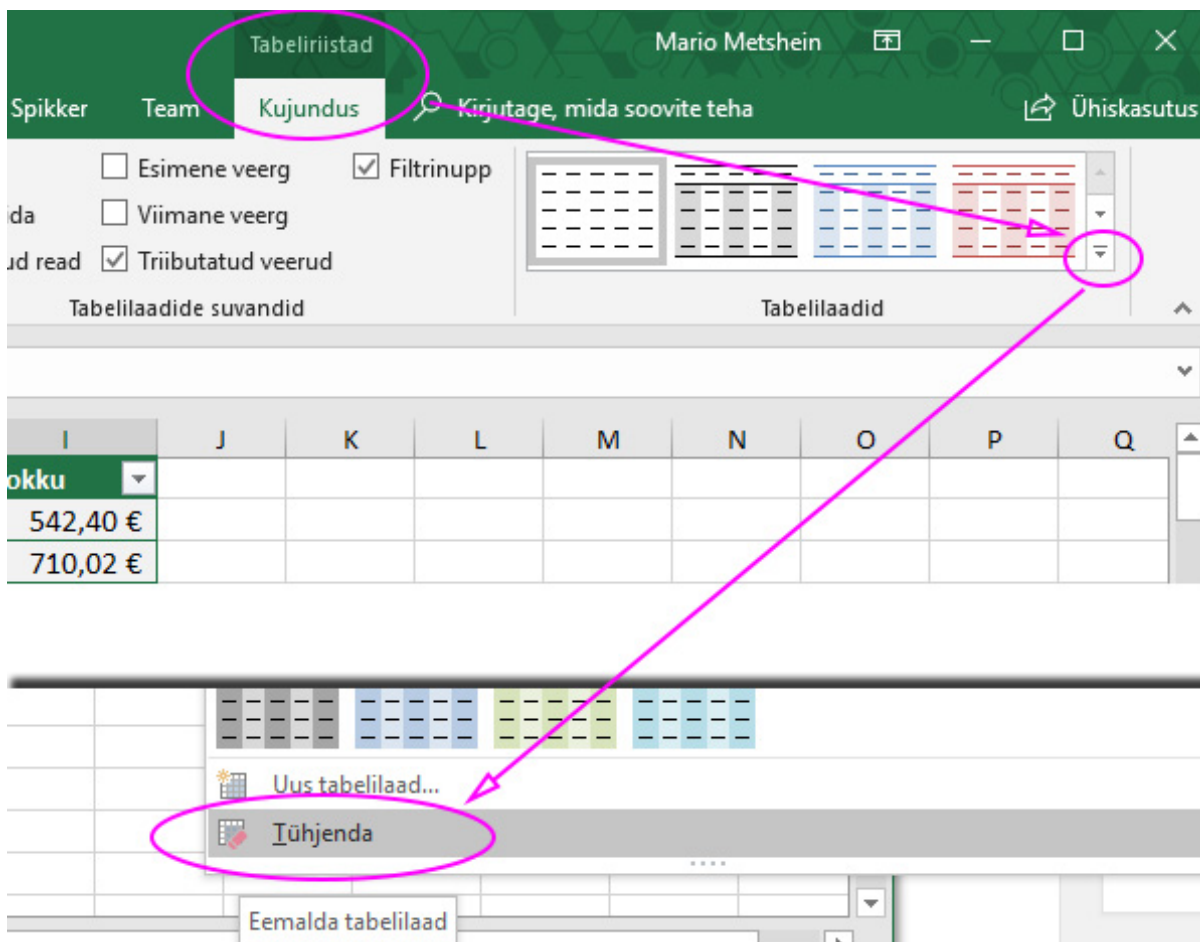 Tabeliriistad Mario Metshein
Spikker Team Kujundus Kirjutage, mida soovite teha Ühiskasutus
Esimene veerg Filtrinupp
ida Viimane veerg
ud read Triibutatud veerud
Tabelilaadide suvandid Tabelilaadid
I J K L M N O P Q
okku
542,40 €
710,02 €
Uus tabelilaad...
Tühjenda
Eemalda tabelilaad